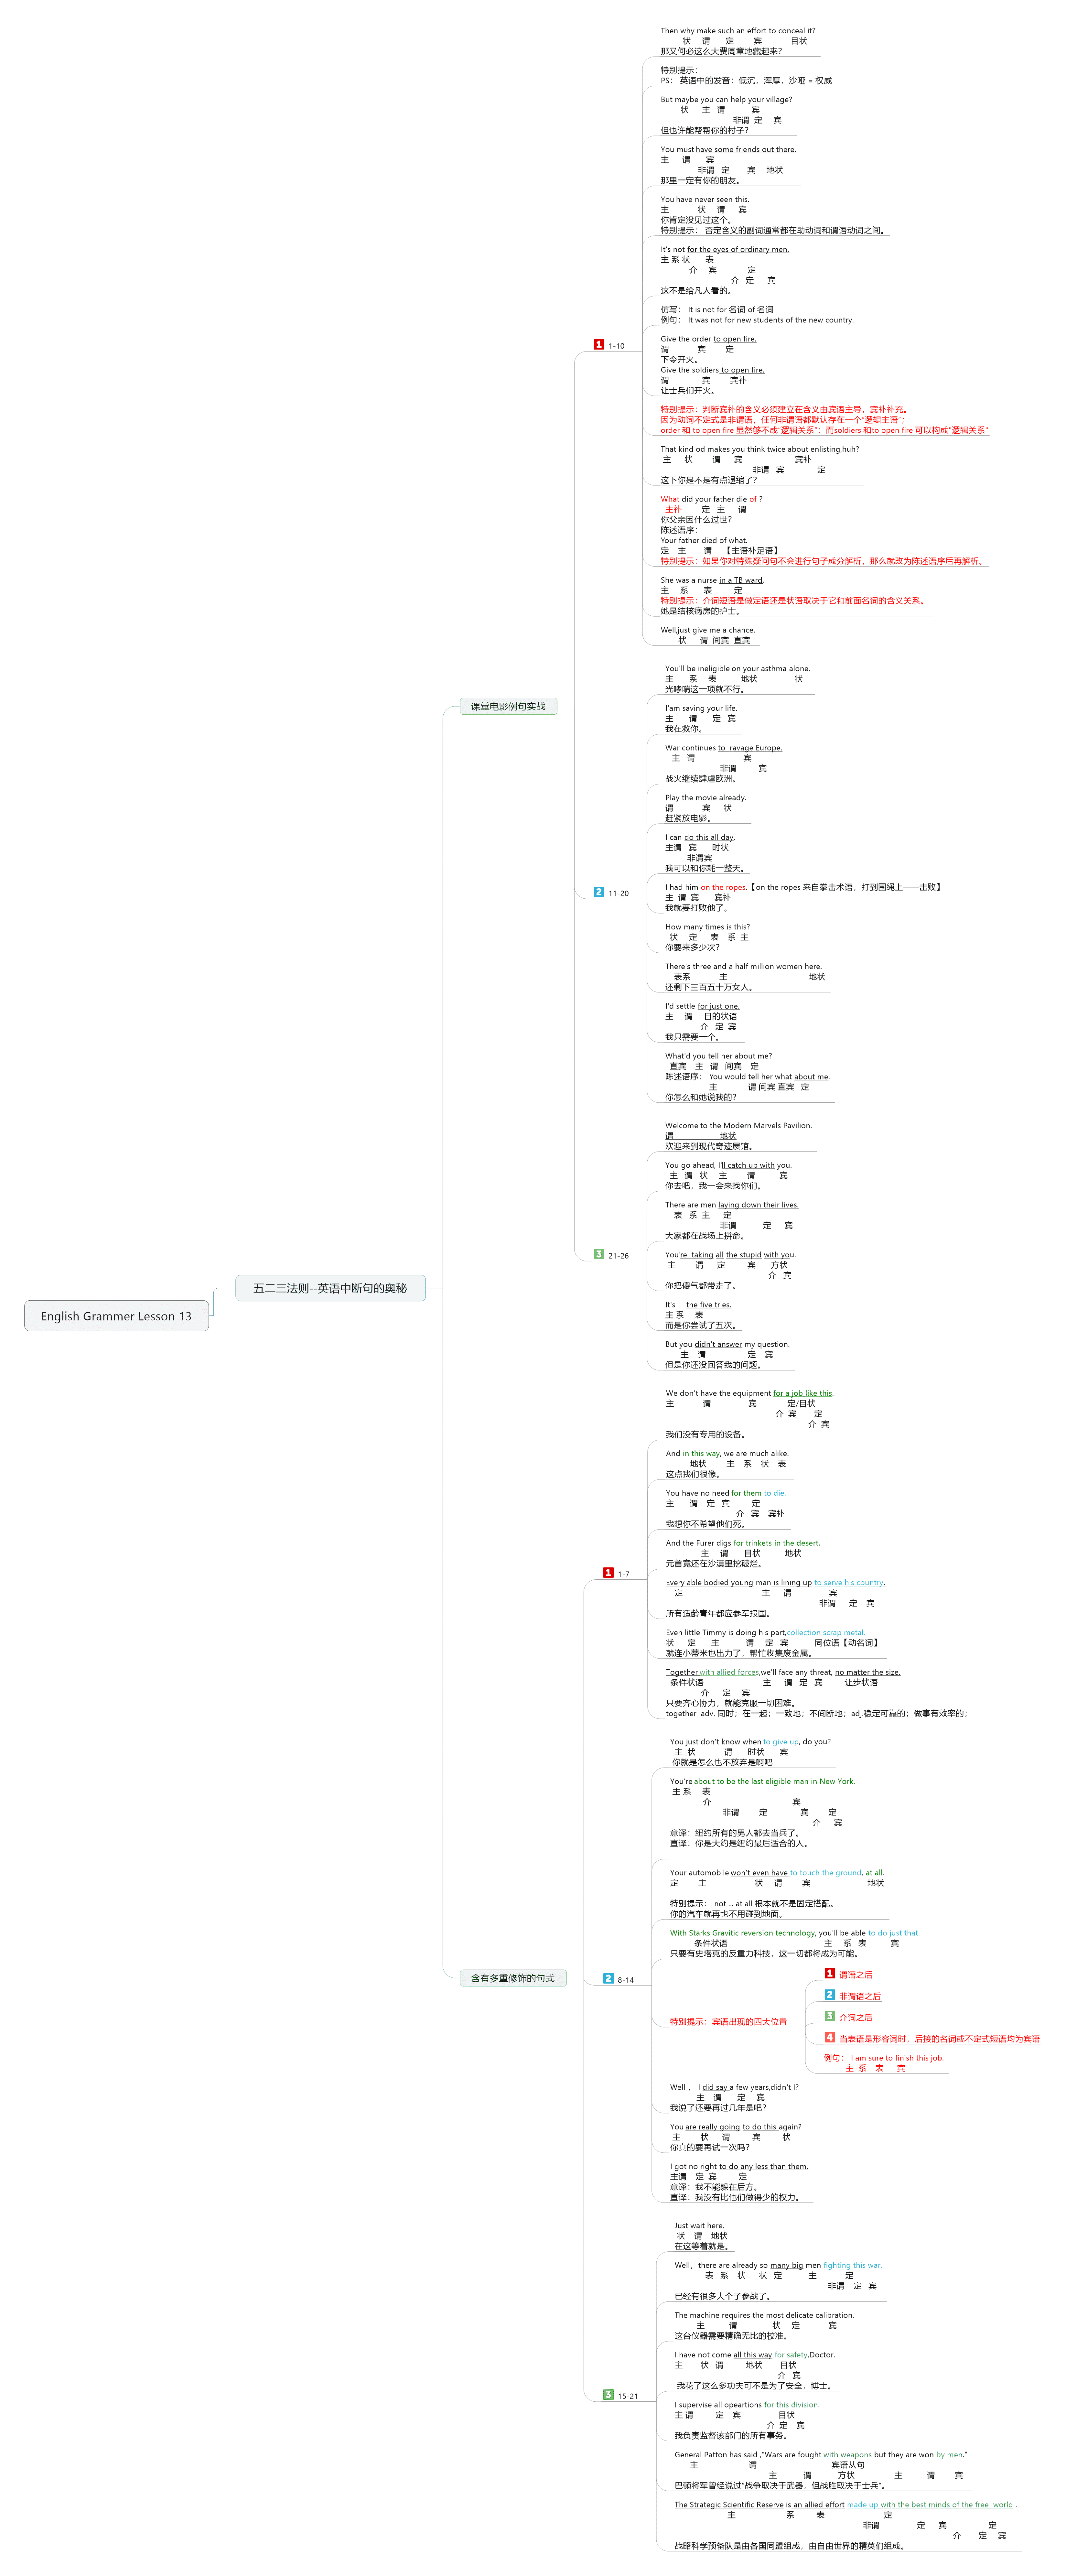 English Grammer Lesson 13
五二三法则--英语中断句的奥秘
课堂电影例句实战
1 1-10
Then why make such an effort to conceal it?
状 谓 定 宾 目状
那又何必这么大费周章地藏起来？
特别提示：
PS： 英语中的发音：低沉，浑厚，沙哑 = 权威
But maybe you can help your village?
状 主 谓 宾
非谓 定 宾
但也许能帮帮你的村子？
You must have some friends out there.
主 谓 宾
非谓 定 宾 地状
那里一定有你的朋友。
You have never seen this.
主 状 谓 宾
你肯定没见过这个。
特别提示： 否定含义的副词通常都在助动词和谓语动词之间。
It's not for the eyes of ordinary men.
主 系 状 表
介 宾 定
介 定 宾
这不是给凡人看的。
仿写： It is not for 名词 of 名词
例句： It was not for new students of the new country.
Give the order to open fire.
谓 宾 定
下令开火。
Give the soldiers to open fire.
谓 宾 宾补
让士兵们开火。
特别提示：判断宾补的含义必须建立在含义由宾语主导，宾补补充。
因为动词不定式是非谓语，任何非谓语都默认存在一个“逻辑主语”；
order 和 to open fire 显然够不成“逻辑关系”；而soldiers 和to open fire 可以构成“逻辑关系”
That kind od makes you think twice about enlisting,huh?
主 状 谓 宾 宾补
非谓 宾 定
这下你是不是有点退缩了？
What did your father die of ?
主补 定 主 谓
你父亲因什么过世？
陈述语序：
Your father died of what.
定 主 谓 【主语补足语】
特别提示：如果你对特殊疑问句不会进行句子成分解析，那么就改为陈述语序后再解析。
She was a nurse in a TB ward.
主 系 表 定
特别提示：介词短语是做定语还是状语取决于它和前面名词的含义关系。
她是结核病房的护士。
Well,just give me a chance.
状 谓 间宾 直宾
2 11-20
You'll be ineligible on your asthma alone.
主 系 表 地状 状
光哮喘这一项就不行。
I'am saving your life.
主 谓 定 宾
我在救你。
War continues to ravage Europe.
主 谓 宾
非谓 宾
战火继续肆虐欧洲。
Play the movie already.
谓 宾 状
赶紧放电影。
I can do this all day.
主谓 宾 时状
非谓宾
我可以和你耗一整天。
I had him on the ropes.【on the ropes 来自拳击术语，打到围绳上——击败】
主 谓 宾 宾补
我就要打败他了。
How many times is this?
状 定 表 系 主
你要来多少次？
There's three and a half million women here.
表系 主 地状
还剩下三百五十万女人。
I'd settle for just one.
主 谓 目的状语
介 定 宾
我只需要一个。
What'd you tell her about me?
直宾 主 谓 间宾 定
陈述语序： You would tell her what about me.
主 谓 间宾 直宾 定
你怎么和她说我的？
3 21-26
Welcome to the Modern Marvels Pavilion.
谓 地状
欢迎来到现代奇迹展馆。
You go ahead, I'll catch up with you.
主 谓 状 主 谓 宾
你去吧，我一会来找你们。
There are men laying down their lives.
表 系 主 定
非谓 定 宾
大家都在战场上拼命。
You're taking all the stupid with you.
主 谓 定 宾 方状
介 宾
你把傻气都带走了。
It's the five tries.
主 系 表
而是你尝试了五次。
But you didn't answer my question.
主 谓 定 宾
但是你还没回答我的问题。
含有多重修饰的句式
1 1-7
We don't have the equipment for a job like this.
主 谓 宾 定/目状
介 宾 定
介 宾
我们没有专用的设备。
And in this way, we are much alike.
地状 主 系 状 表
这点我们很像。
You have no need for them to die.
主 谓 定 宾 定
介 宾 宾补
我想你不希望他们死。
And the Furer digs for trinkets in the desert.
主 谓 目状 地状
元首竟还在沙漠里挖破烂。
Every able bodied young man is lining up to serve his country.
定 主 谓 宾
非谓 定 宾
所有适龄青年都应参军报国。
Even little Timmy is doing his part,collection scrap metal.
状 定 主 谓 定 宾 同位语【动名词】
就连小蒂米也出力了，帮忙收集废金属。
Together with allied forces,we'll face any threat, no matter the size.
条件状语 主 谓 定 宾 让步状语
介 定 宾
只要齐心协力，就能克服一切困难。
together adv. 同时；在一起；一致地；不间断地；adj.稳定可靠的；做事有效率的；
2 8-14
You just don't know when to give up, do you?
主 状 谓 时状 宾
你就是怎么也不放弃是啊吧
You're about to be the last eligible man in New York.
主 系 表
介 宾
非谓 定 宾 定
介 宾
意译：纽约所有的男人都去当兵了。
直译：你是大约是纽约最后适合的人。
Your automobile won't even have to touch the ground, at all.
定 主 状 谓 宾 地状
特别提示： not ... at all 根本就不是固定搭配。
你的汽车就再也不用碰到地面。
With Starks Gravitic reversion technology, you'll be able to do just that.
条件状语 主 系 表 宾
只要有史塔克的反重力科技，这一切都将成为可能。
特别提示：宾语出现的四大位置
1 谓语之后
2 非谓语之后
3 介词之后
4 当表语是形容词时，后接的名词或不定式短语均为宾语
例句： I am sure to finish this job.
主 系 表 宾
Well ， I did say a few years,didn't I?
主 谓 定 宾
我说了还要再过几年是吧？
You are really going to do this again?
主 状 谓 宾 状
你真的要再试一次吗？
I got no right to do any less than them.
主谓 定 宾 定
意译：我不能躲在后方。
直译：我没有比他们做得少的权力。
3 15-21
Just wait here.
状 谓 地状
在这等着就是。
Well，there are already so many big men fighting this war.
表 系 状 状 定 主 定
非谓 定 宾
已经有很多大个子参战了。
The machine requires the most delicate calibration.
主 谓 状 定 宾
这台仪器需要精确无比的校准。
I have not come all this way for safety,Doctor.
主 状 谓 地状 目状
介 宾
我花了这么多功夫可不是为了安全，博士。
I supervise all opeartions for this division.
主 谓 定 宾 目状
介 定 宾
我负责监督该部门的所有事务。
General Patton has said ,"Wars are fought with weapons but they are won by men."
主 谓 宾语从句
主 谓 方状 主 谓 宾
巴顿将军曾经说过“战争取决于武器，但战胜取决于士兵”。
The Strategic Scientific Reserve is an allied effort made up with the best minds of the free world .
主 系 表 定
非谓 定 宾 定
介 定 宾
战略科学预备队是由各国同盟组成，由自由世界的精英们组成。